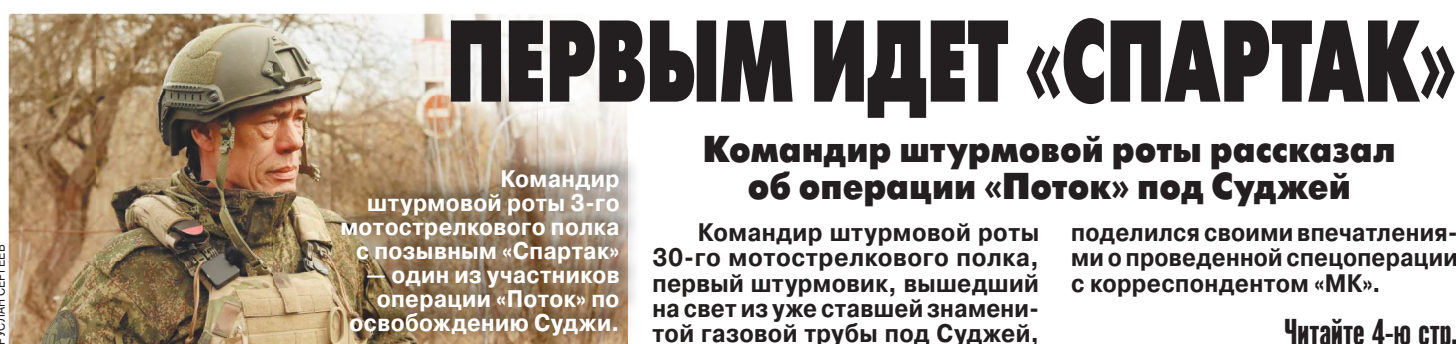 ПЕРВЫМ ИДЕТ «СПАРТАК»
Командир штурмовой роты рассказал
об операции «Поток» под Суджей
Командир
штурмовой роты 3-го
мотострелкового полка
с позывным «Спартак»
— один из участников
операции «Поток» по
освобождению Суджи.
РУСЛАН СЕРГЕЕВ
Командир штурмовой роты
30-го мотострелкового полка,
первый штурмовик, вышедший
на свет из уже ставшей знамени-
той газовой трубы под Суджей,
поделился своими впечатления-
ми о проведенной спецоперации
с корреспондентом «МК».
Читайте 4-ю стр.